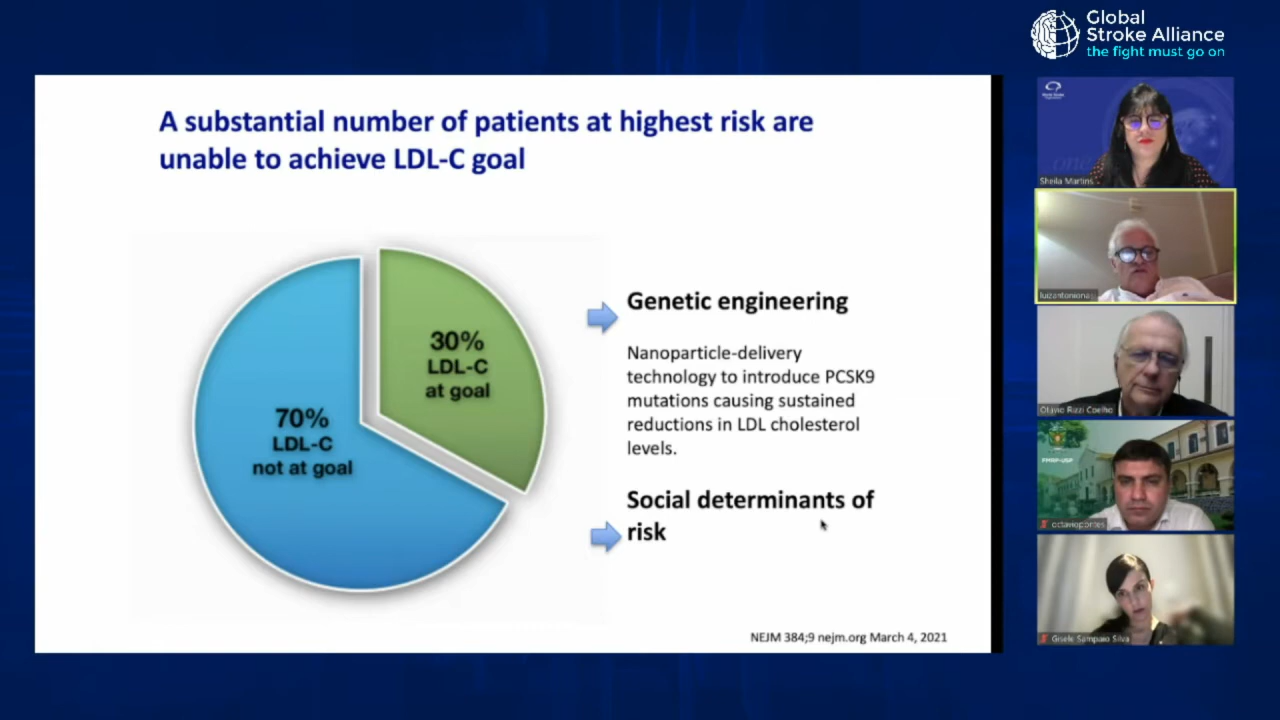 Global
Stroke Alliance
the fight must go on
A substantial number of patients at highest risk are
unable to achieve LDL-C goal
30%
LDL-C
at goal
70%
LDL-C
not at goal
Genetic engineering
Nanoparticle-delivery
technology to introduce PCSK9
mutations causing sustained
reductions in LDL cholesterol
levels.
Social determinants of
risk
NEJM 384;9 nejm.org March 4, 2021
Sheila Martins
Otavio Rizzi Coelho
FMRP-USP
octaviopontes
Gisele Sampaio Silva